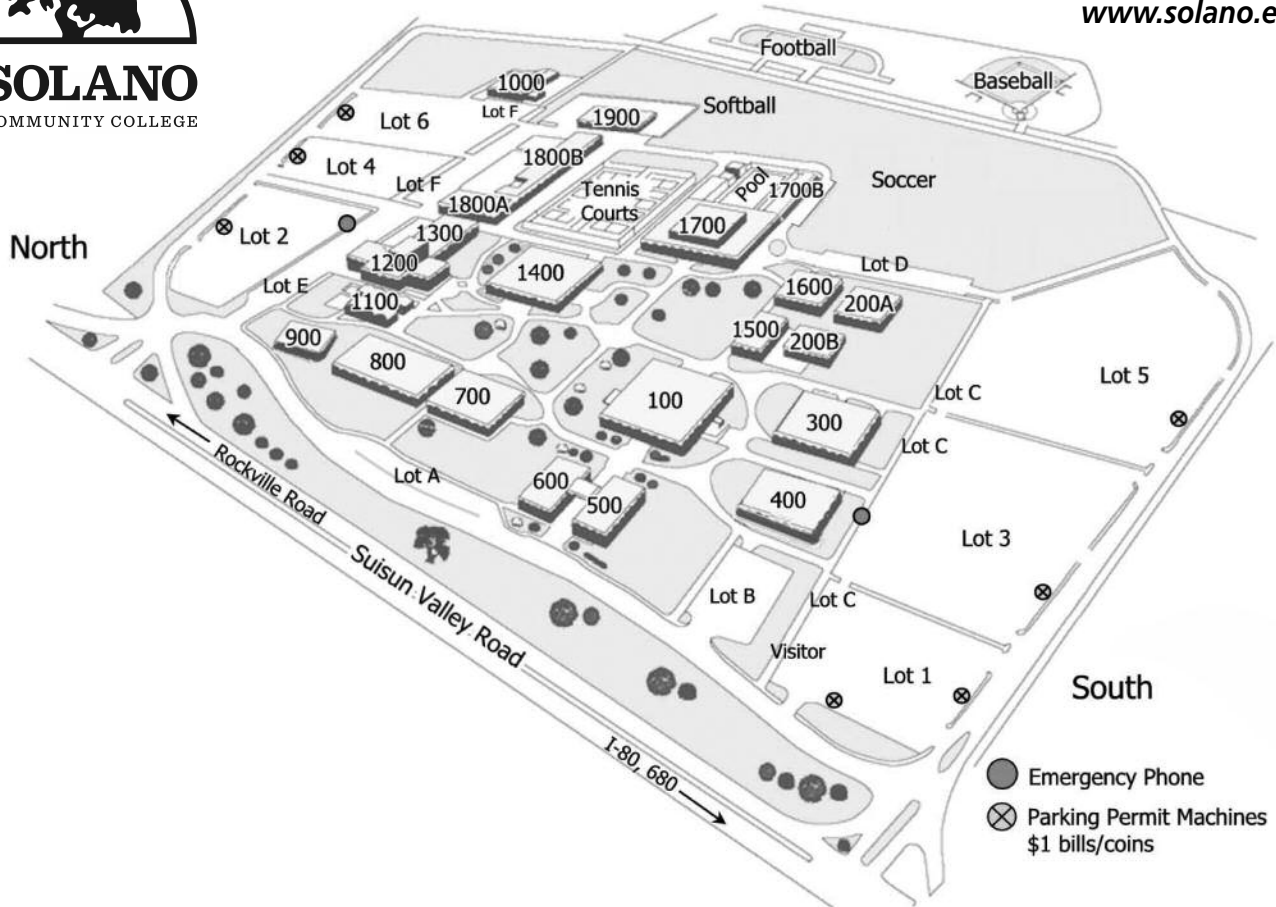 www.solano.e
SOLANO
OMMUNITY COLLEGE
Football
Baseball
1000
Lot F
Softball
Lot 6
1900
1800B
Lot 4
Lot F
Tennis
Courts
Pool
1700B
Soccer
1800A
1700
Lot 2
1300
North
1200
1400
Lot D
Lot E
1600
1100
200A
900
1500
200B
800
Lot 5
700
100
Lot C
300
Lot C
Rockville Road
Lot A
600
500
400
Lot 3
Suisun Valley Road
Lot B
Lot C
Visitor
Lot 1
South
I-80, 680
Emergency Phone
Parking Permit Machines
$1 bills/coins